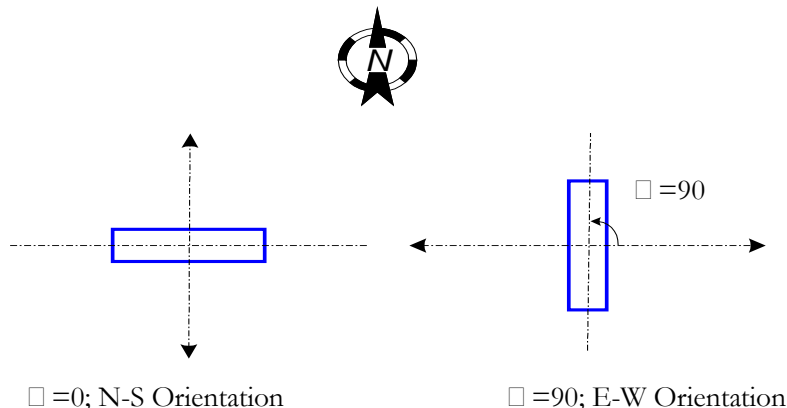 N
□ =90
□ =0; N-S Orientation
□ =90; E-W Orientation